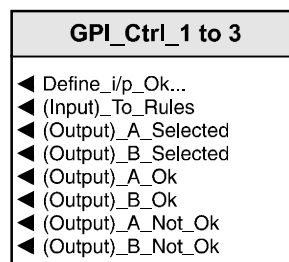 GPI_Ctrl_1 to 3
Define_i/p_Ok...
(Input)_To_Rules
(Output)_A_Selected
(Output)_B_Selected
(Output)_A_Ok
(Output)_B_Ok
(Output)_A_Not_Ok
(Output)_B_Not_Ok